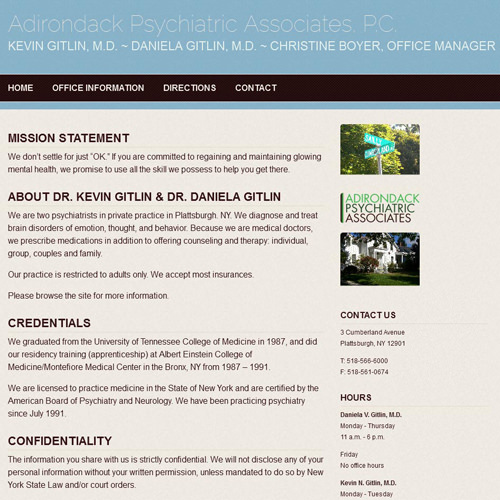 Adirondack Psychiatric Associates, P.C.
KEVIN GITLIN, M.D. ~ DANIELA GITLIN, M.D. ~ CHRISTINE BOYER, OFFICE MANAGER
HOME OFFICE INFORMATION DIRECTIONS CONTACT
MISSION STATEMENT
We don't settle for just "OK." If you are committed to regaining and maintaining glowing
mental health, we promise to use all the skill we possess to help you get there.
ABOUT DR. KEVIN GITLIN & DR. DANIELA GITLIN
We are two psychiatrists in private practice in Plattsburgh. NY. We diagnose and treat
brain disorders of emotion, thought, and behavior. Because we are medical doctors,
we prescribe medications in addition to offering counseling and therapy: individual,
group, couples and family.
Our practice is restricted to adults only. We accept most insurances.
Please browse the site for more information.
CREDENTIALS
We graduated from the University of Tennessee College of Medicine in 1987, and did
our residency training (apprenticeship) at Albert Einstein College of
Medicine/Montefiore Medical Center in the Bronx, NY from 1987 – 1991.
We are licensed to practice medicine in the State of New York and are certified by the
American Board of Psychiatry and Neurology. We have been practicing psychiatry
since July 1991.
CONFIDENTIALITY
The information you share with us is strictly confidential. We will not disclose any of your
personal information without your written permission, unless mandated to do so by New
York State Law and/or court orders.
ADIRONDACK
PSYCHIATRIC
ASSOCIATES
CONTACT US
3 Cumberland Avenue
Plattsburgh, NY 12901
T: 518-566-6000
F: 518-561-0674
HOURS
Daniela V. Gitlin, M.D.
Monday - Thursday
11 a.m. - 6 p.m.
Friday
No office hours
Kevin N. Gitlin, M.D.
Monday - Tuesday